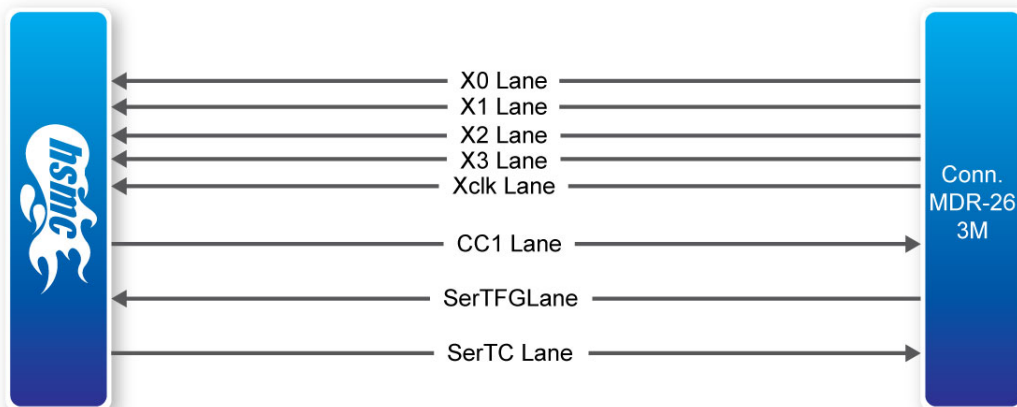 hsmc
X0 Lane
X1 Lane
X2 Lane
X3 Lane
Xclk Lane
CC1 Lane
SerTFGLane
SerTC Lane
Conn.
MDR-26
3M